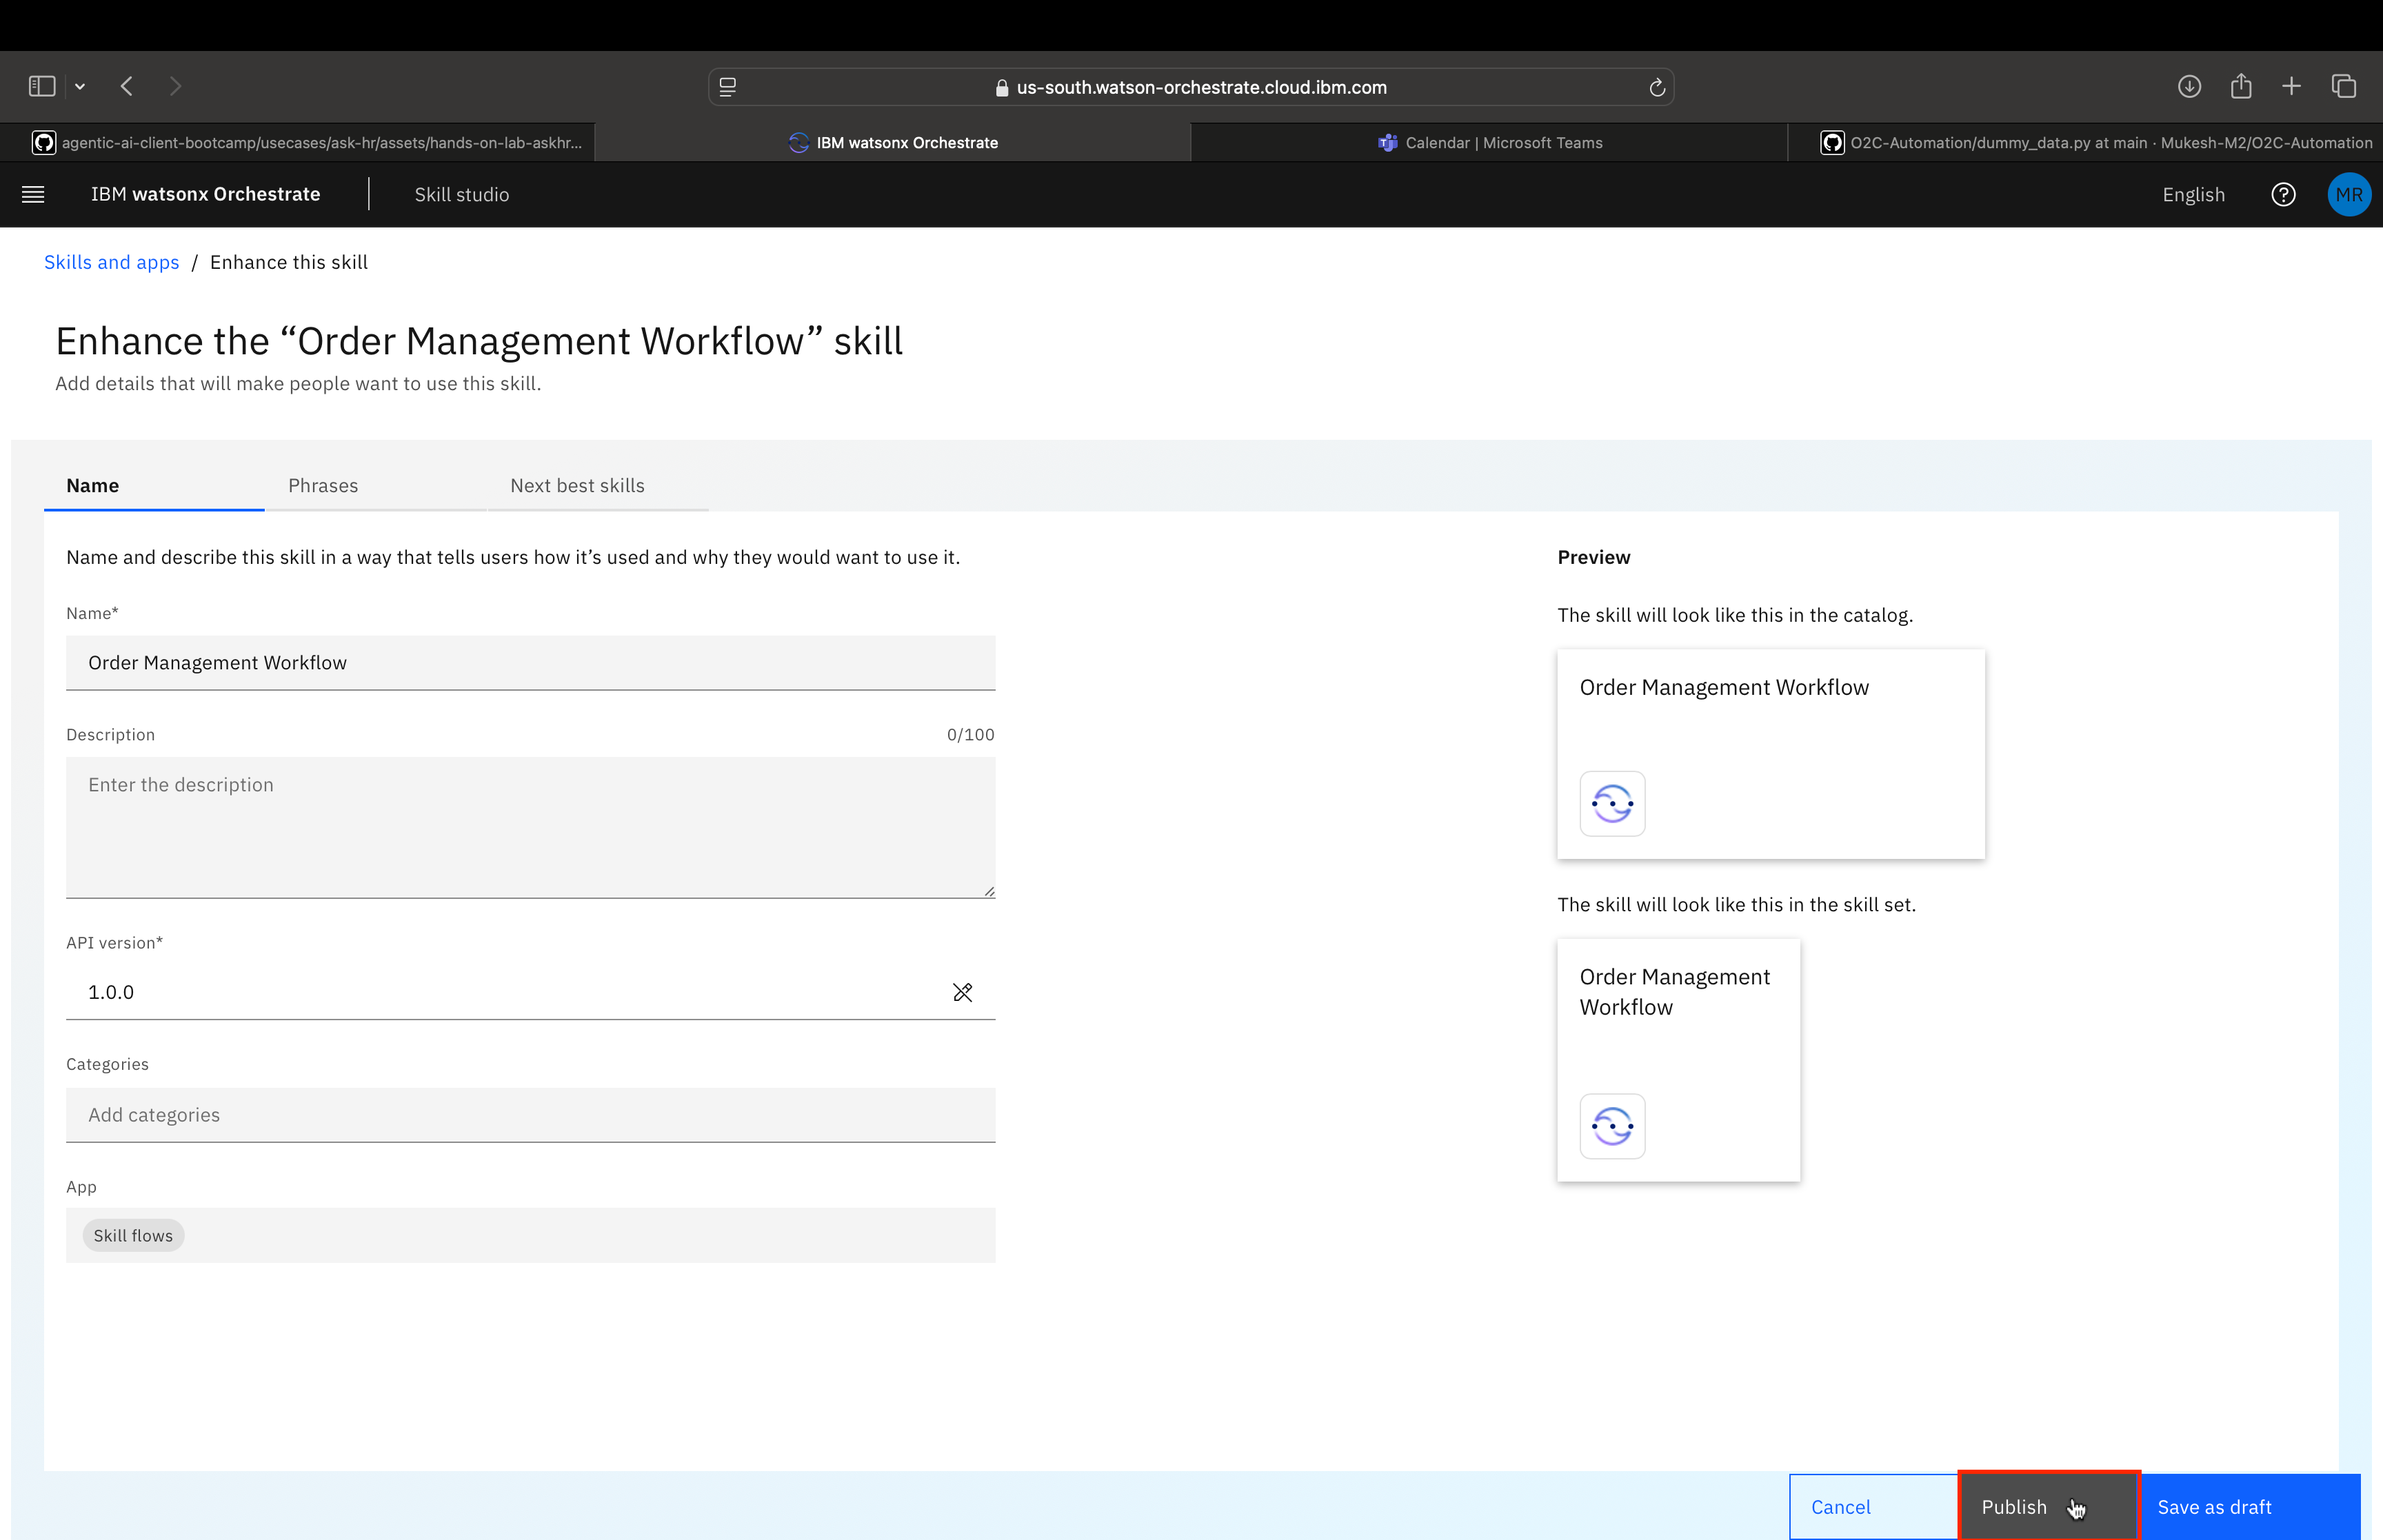 us-south.watson-orchestrate.cloud.ibm.com
agentic-ai-client-bootcamp/usecases/ask-hr/assets/hands-on-lab-askhr...
IBM watsonx Orchestrate
Calendar | Microsoft Teams
O2C-Automation/dummy_data.py at main · Mukesh-M2/O2C-Automation
IBM watsonx Orchestrate
Skill studio
English
MR
Skills and apps / Enhance this skill
Enhance the “Order Management Workflow” skill
Add details that will make people want to use this skill.
Name
Phrases
Next best skills
Name and describe this skill in a way that tells users how it’s used and why they would want to use it.
Name*
Order Management Workflow
Description
0/100
Enter the description
API version*
1.0.0
Categories
Add categories
App
Skill flows
Preview
The skill will look like this in the catalog.
Order Management Workflow
The skill will look like this in the skill set.
Order Management
Workflow
Cancel
Publish
Save as draft